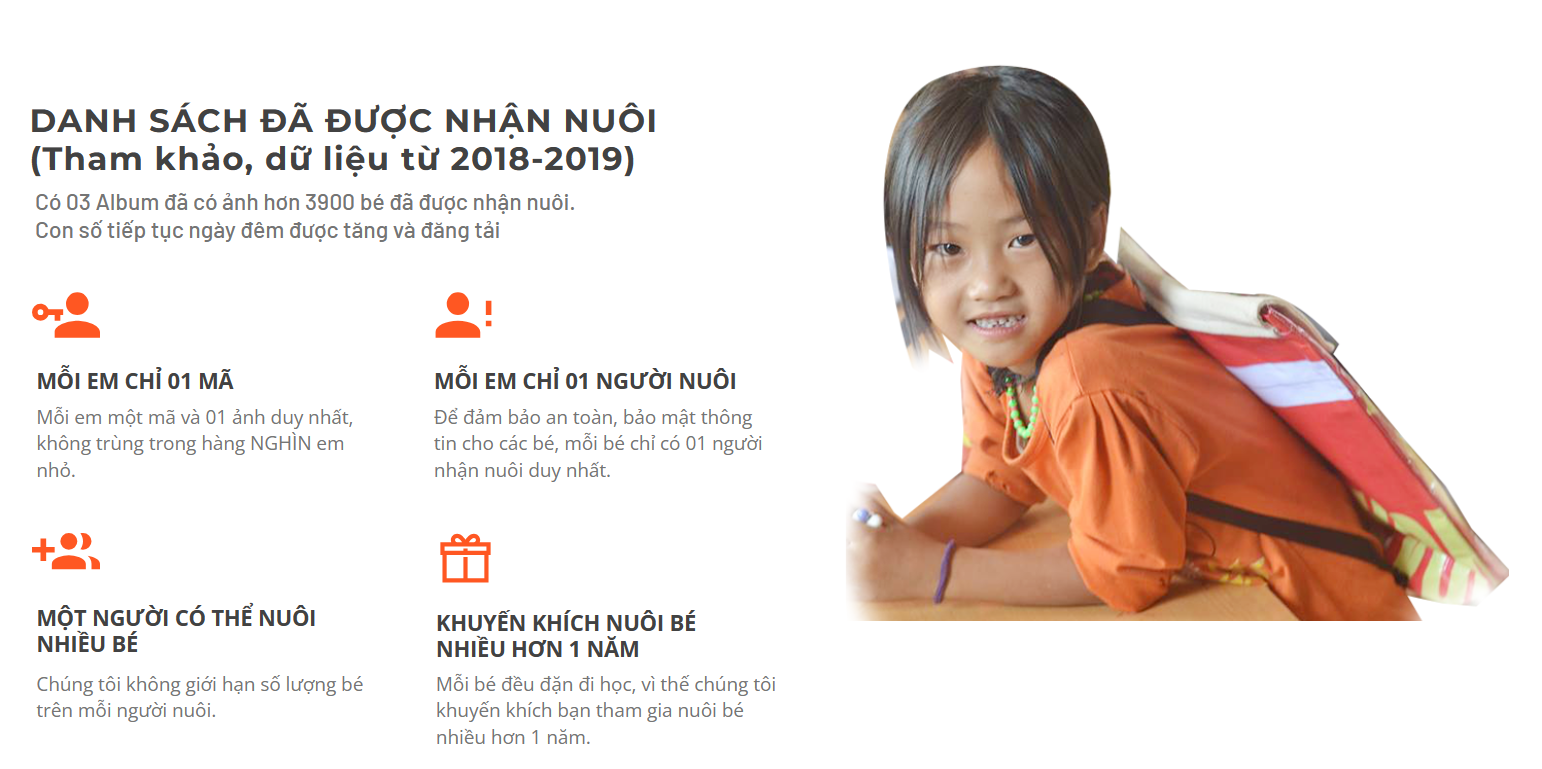 DANH SÁCH ĐÃ ĐƯỢC NHẬN NUÔI
(Tham khảo, dữ liệu từ 2018-2019)
Có 03 Album đã có ảnh hơn 3900 bé đã được nhận nuôi.
Con số tiếp tục ngày đêm được tăng và đăng tải
MỖI EM CHỈ 01 MÃ
Mỗi em một mã và 01 ảnh duy nhất,
không trùng trong hàng NGHÌN em
nhỏ.
MỖI EM CHỈ 01 NGƯỜI NUÔI
Để đảm bảo an toàn, bảo mật thông
tin cho các bé, mỗi bé chỉ có 01 người
nhận nuôi duy nhất.
MỘT NGƯỜI CÓ THỂ NUÔI
NHIỀU BÉ
Chúng tôi không giới hạn số lượng bé
trên mỗi người nuôi.
KHUYẾN KHÍCH NUÔI BÉ
NHIỀU HƠN 1 NĂM
Mỗi bé đều đặn đi học, vì thế chúng tôi
khuyến khích bạn tham gia nuôi bé
nhiều hơn 1 năm.